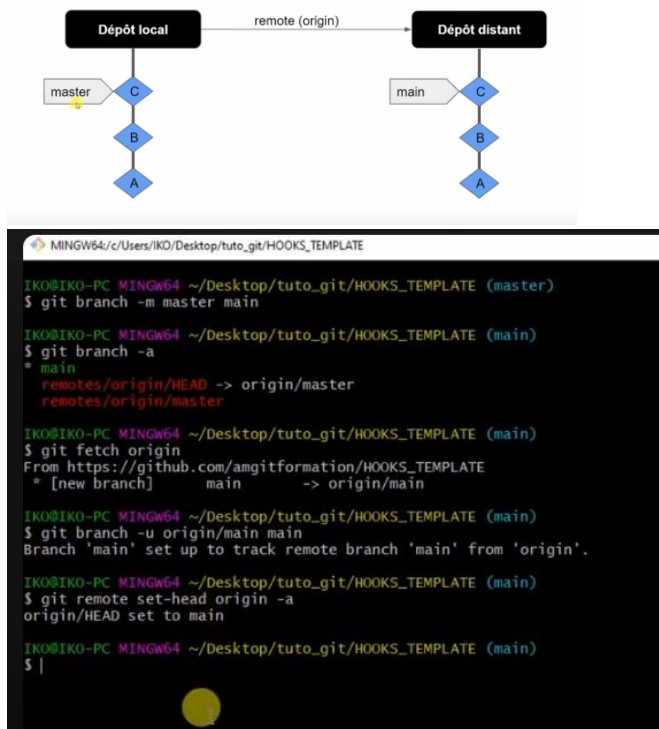 Dépôt local
remote (origin)
Dépôt distant
master
C
main
C
B
B
A
A
MINGW64:/c/Users/IKO/Desktop/tuto_git/HOOKS_TEMPLATE
IKO@IKO-PC MINGW64 ~/Desktop/tuto_git/HOOKS_TEMPLATE (master)
$ git branch -m master main
IKO@IKO-PC MINGW64 ~/Desktop/tuto_git/HOOKS_TEMPLATE (main)
$ git branch -a
* main
remotes/origin/HEAD -> origin/master
remotes/origin/master
IKO@IKO-PC MINGW64 ~/Desktop/tuto_git/HOOKS_TEMPLATE (main)
$ git fetch origin
From https://github.com/amgitformation/HOOKS_TEMPLATE
* [new branch] main -> origin/main
IKO@IKO-PC MINGW64 ~/Desktop/tuto_git/HOOKS_TEMPLATE (main)
$ git branch -u origin/main main
Branch 'main' set up to track remote branch 'main' from 'origin'.
IKO@IKO-PC MINGW64 ~/Desktop/tuto_git/HOOKS_TEMPLATE (main)
$ git remote set-head origin -a
origin/HEAD set to main
IKO@IKO-PC MINGW64 ~/Desktop/tuto_git/HOOKS_TEMPLATE (main)
$